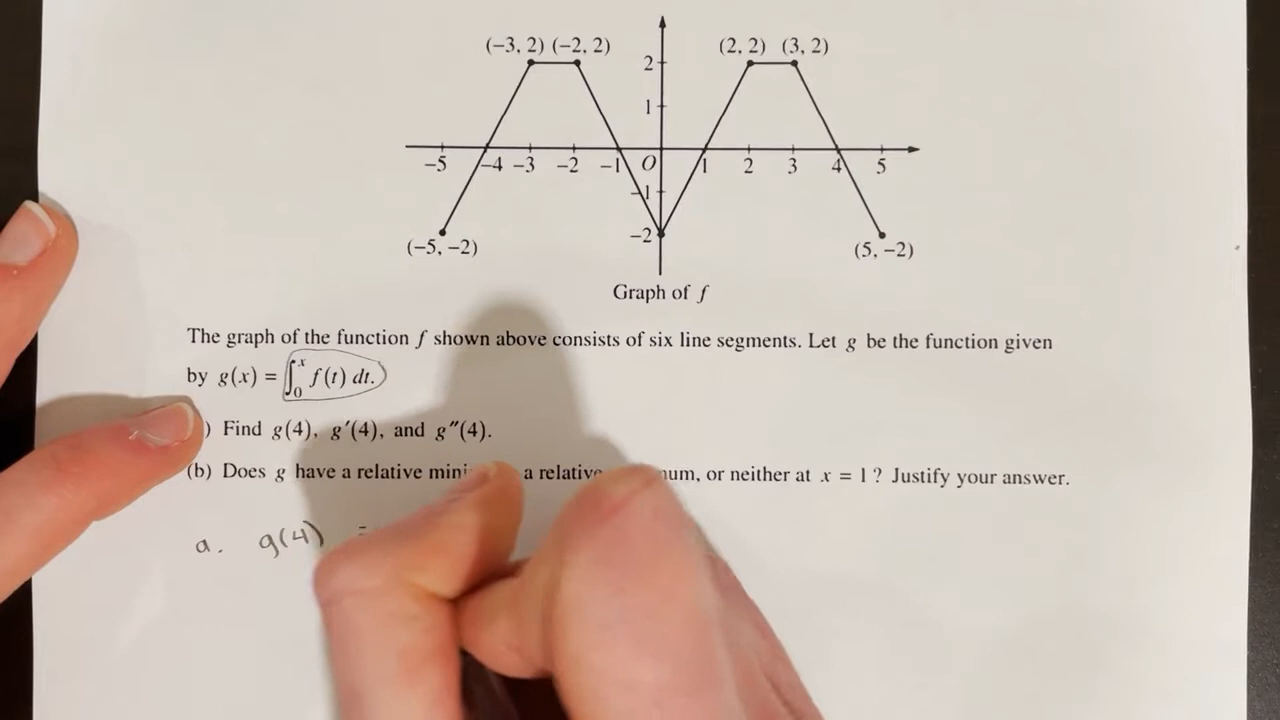 (−3, 2) (−2, 2) (2, 2) (3, 2)
2
1
−5 −4 −3 −2 −1 O 1 2 3 4 5
−1
−2
(−5, −2) (5, −2)
Graph of f
The graph of the function f shown above consists of six line segments. Let g be the function given
by g(x) = ∫₀ˣ f(t) dt.
) Find g(4), g′(4), and g″(4).
(b) Does g have a relative a relative or neither at x = 1 ? Justify your answer.
a. g(4) =